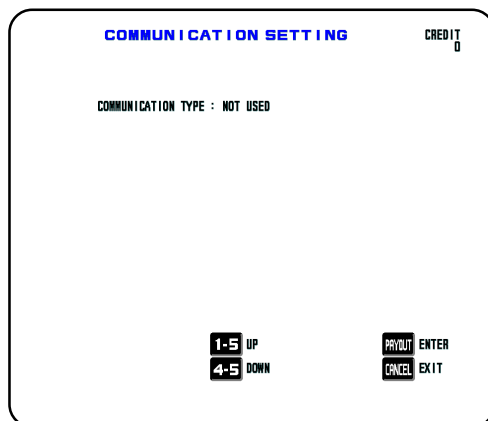 COMMUNICATION SETTING
CREDIT
0
COMMUNICATION TYPE : NOT USED
1-5 UP
PAYOUT ENTER
4-5 DOWN
CANCEL EXIT